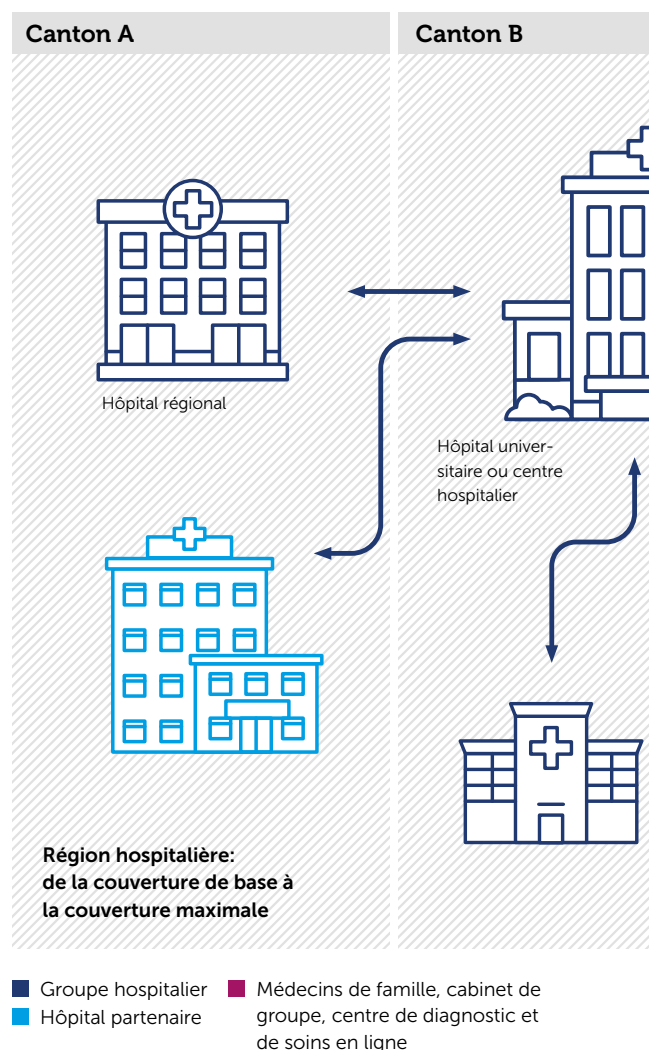 Canton A
Canton B
Hôpital régional
Hôpital univer-
sitaire ou centre
hospitalier
Région hospitalière:
de la couverture de base à
la couverture maximale
Groupe hospitalier
Hôpital partenaire
Médecins de famille, cabinet de
groupe, centre de diagnostic et
de soins en ligne